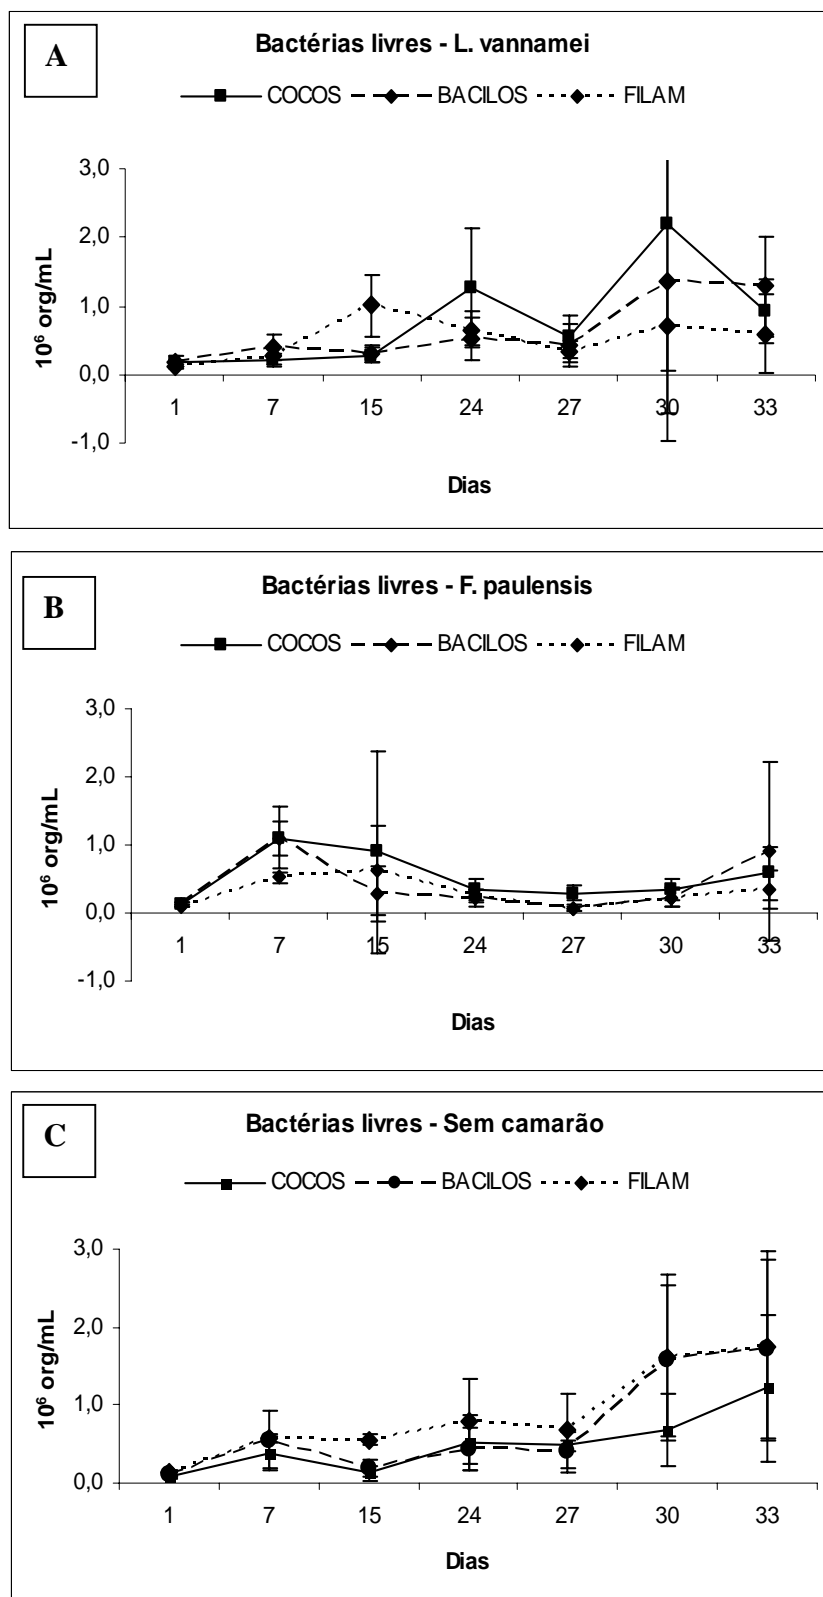 A
Bactérias livres - L. vannamei
COCOS BACILOS FILAM
3,0
2,0
1,0
0,0
-1,0
10⁶ org/mL
1 7 15 24 27 30 33
Dias
B
Bactérias livres - F. paulensis
COCOS BACILOS FILAM
3,0
2,0
1,0
0,0
-1,0
10⁶ org/mL
1 7 15 24 27 30 33
Dias
C
Bactérias livres - Sem camarão
COCOS BACILOS FILAM
3,0
2,0
1,0
0,0
10⁶ org/mL
1 7 15 24 27 30 33
Dias